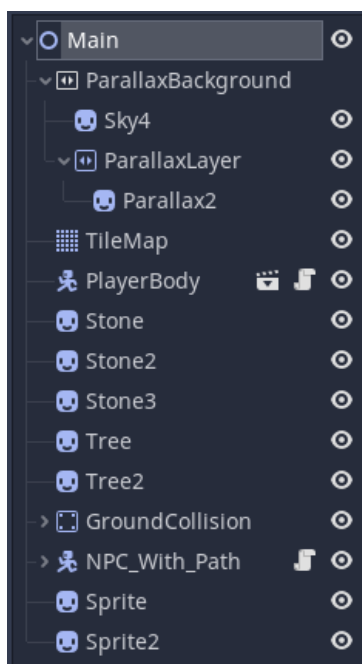 Main
ParallaxBackground
Sky4
ParallaxLayer
Parallax2
TileMap
PlayerBody
Stone
Stone2
Stone3
Tree
Tree2
GroundCollision
NPC_With_Path
Sprite
Sprite2